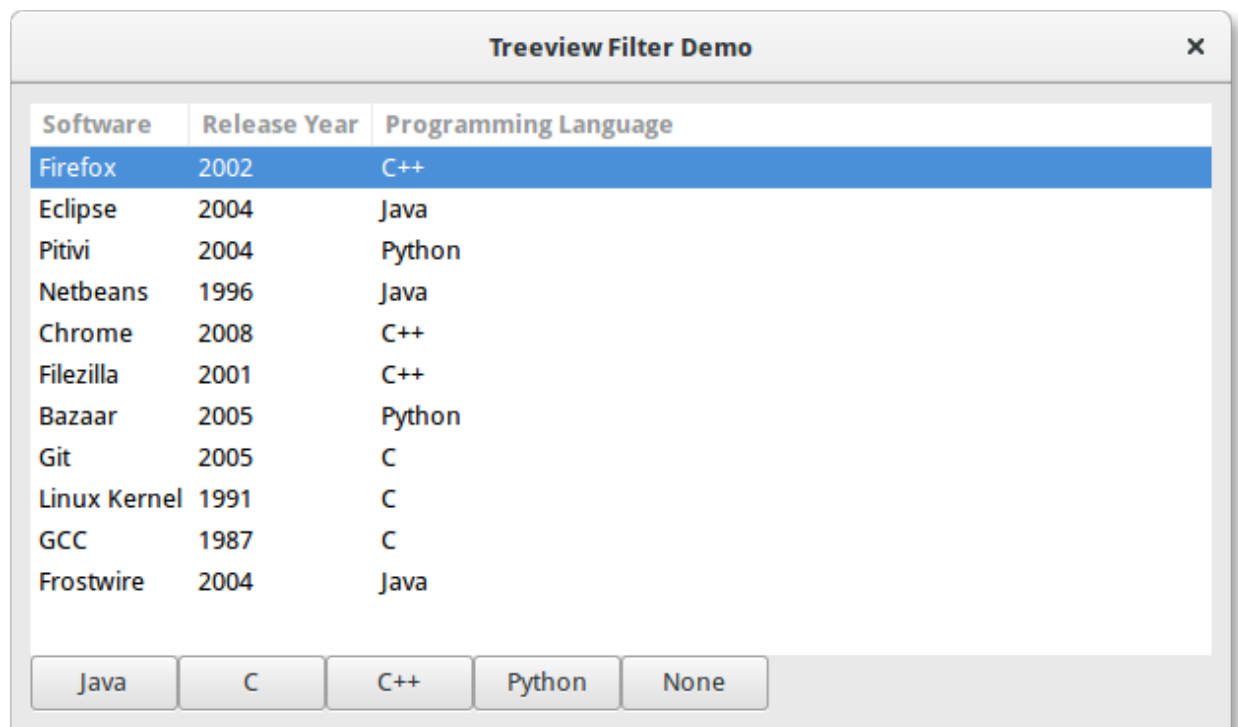 Treeview Filter Demo ×
Software Release Year Programming Language
Firefox 2002 C++
Eclipse 2004 Java
Pitivi 2004 Python
Netbeans 1996 Java
Chrome 2008 C++
Filezilla 2001 C++
Bazaar 2005 Python
Git 2005 C
Linux Kernel 1991 C
GCC 1987 C
Frostwire 2004 Java
Java C C++ Python None